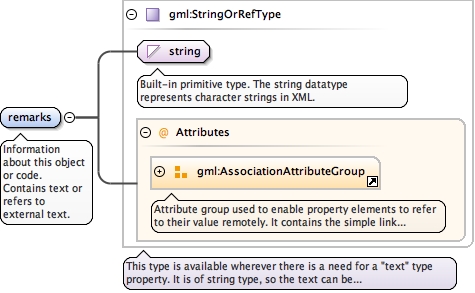 gml:StringOrRefType
string
Built-in primitive type. The string datatype
represents character strings in XML.
remarks
Information
about this object
or code.
Contains text or
refers to
external text.
@ Attributes
gml:AssociationAttributeGroup
Attribute group used to enable property elements to refer
to their value remotely. It contains the simple link...
This type is available wherever there is a need for a "text" type
property. It is of string type, so the text can be...